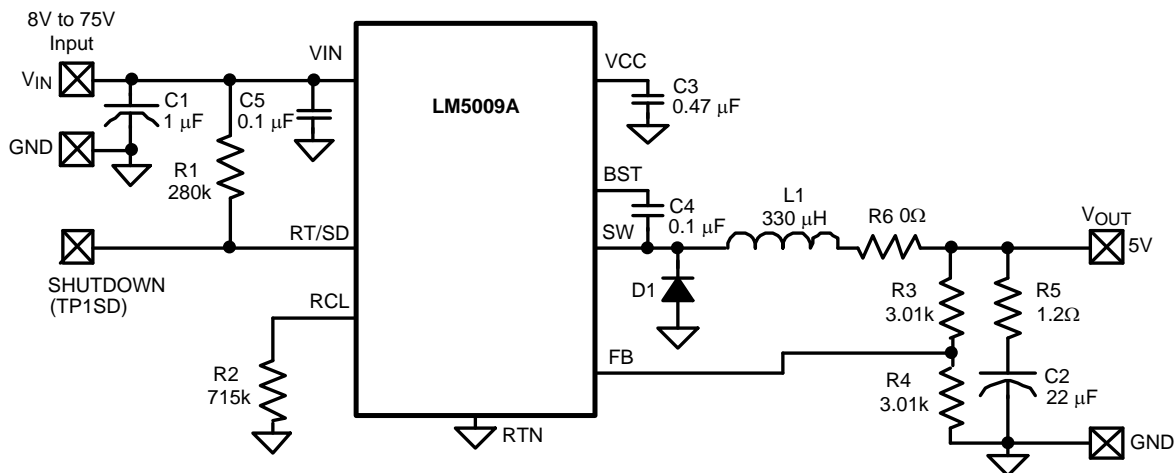 8V to 75V
Input
VIN
GND
C1
1 μF
R1
280k
C5
0.1 μF
SHUTDOWN
(TP1SD)
VIN
RT/SD
RCL
R2
715k
LM5009A
RTN
VCC
C3
0.47 μF
BST
C4
0.1 μF
SW
D1
L1
330 μH
R6 0Ω
FB
R3
3.01k
R4
3.01k
VOUT
5V
R5
1.2Ω
C2
22 μF
GND